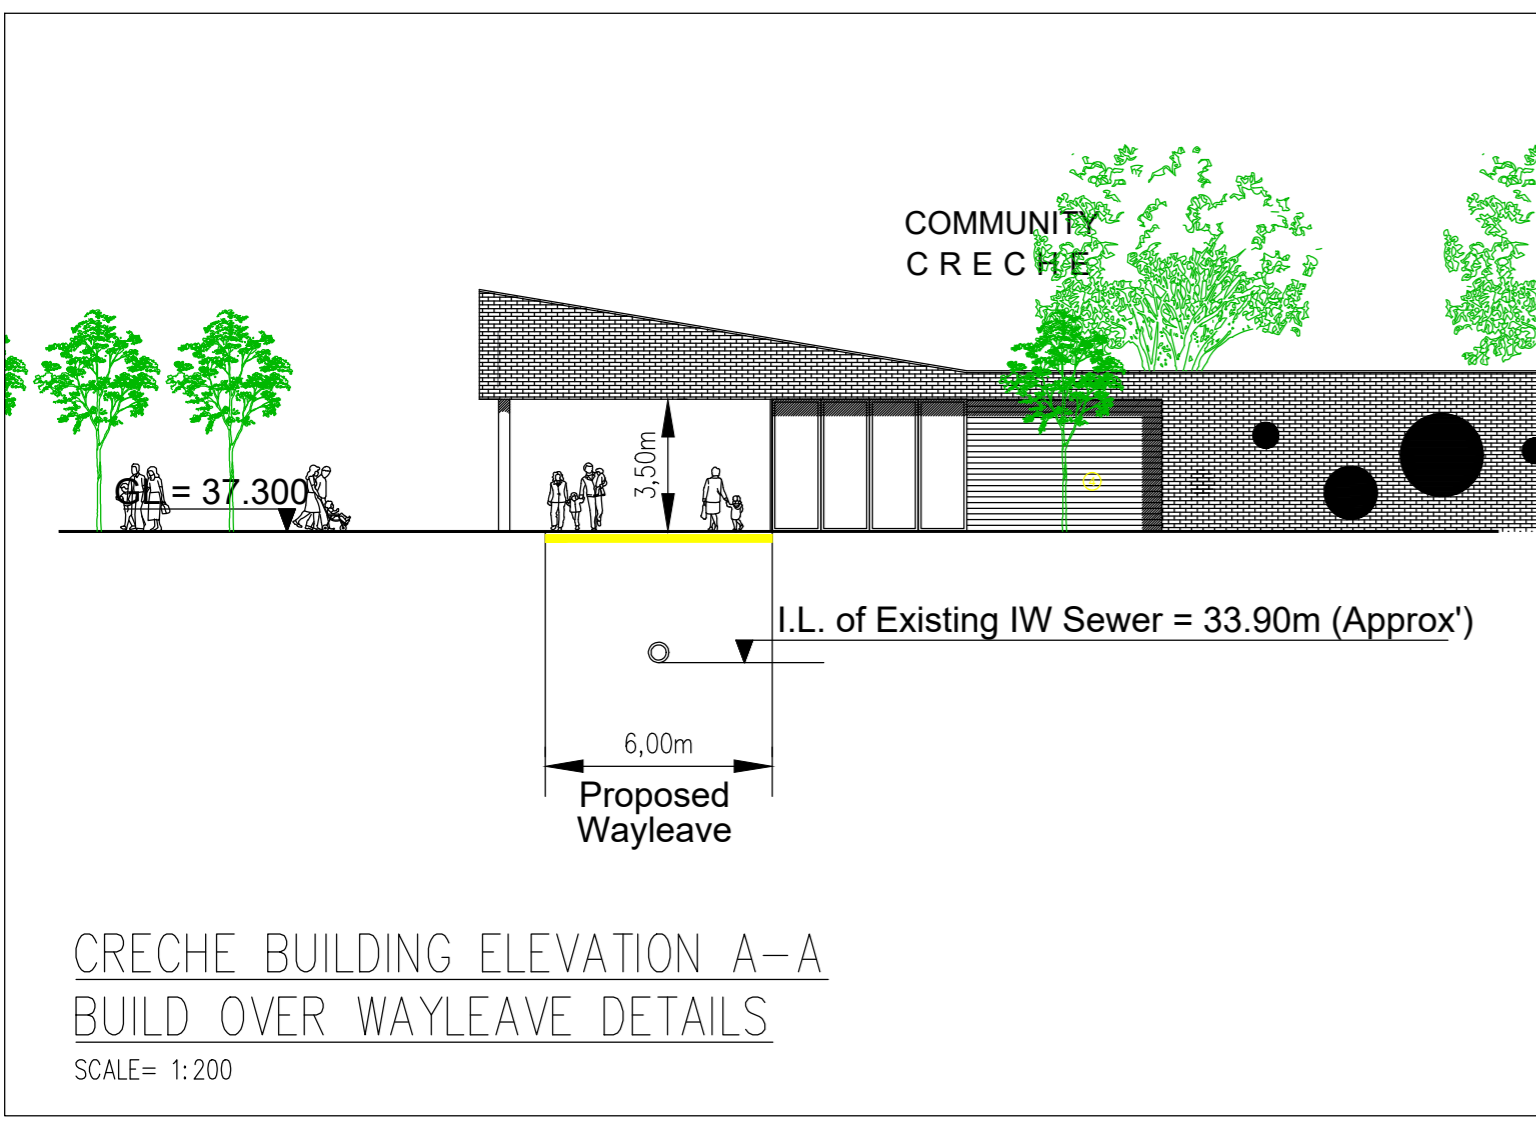 COMMUNITY
CRECHE
3,50m
GL = 37.300
I.L. of Existing IW Sewer = 33.90m (Approx')
6,00m
Proposed
Wayleave
CRECHE BUILDING ELEVATION A-A
BUILD OVER WAYLEAVE DETAILS
SCALE= 1:200